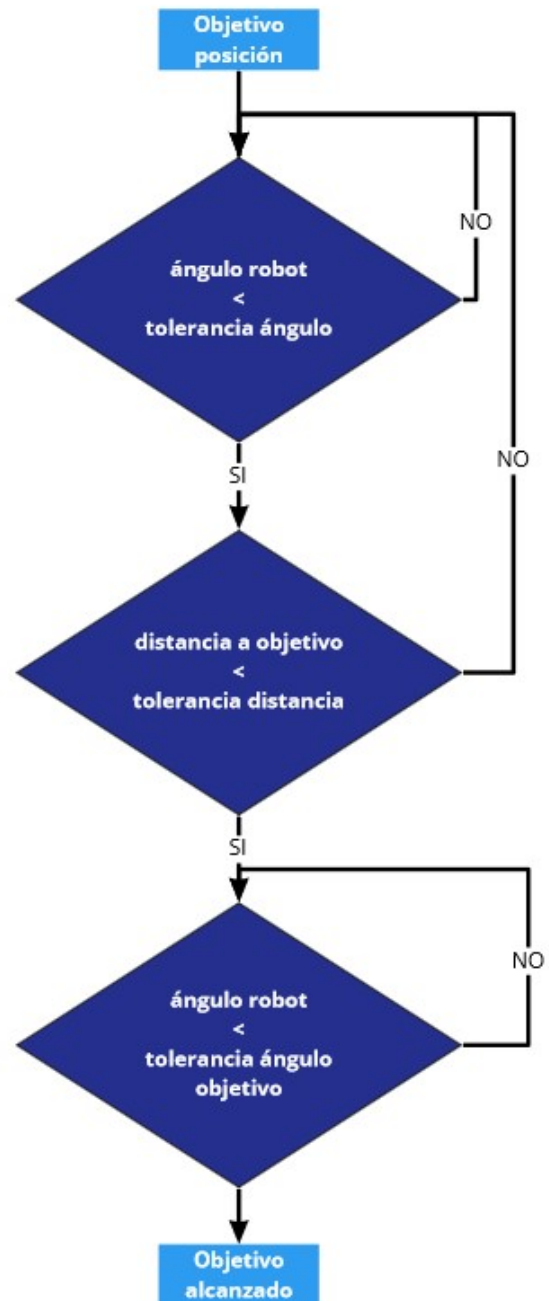 Objetivo
posición
ángulo robot
<
tolerancia ángulo
NO
SI
NO
distancia a objetivo
<
tolerancia distancia
SI
ángulo robot
<
tolerancia ángulo
objetivo
NO
Objetivo
alcanzado